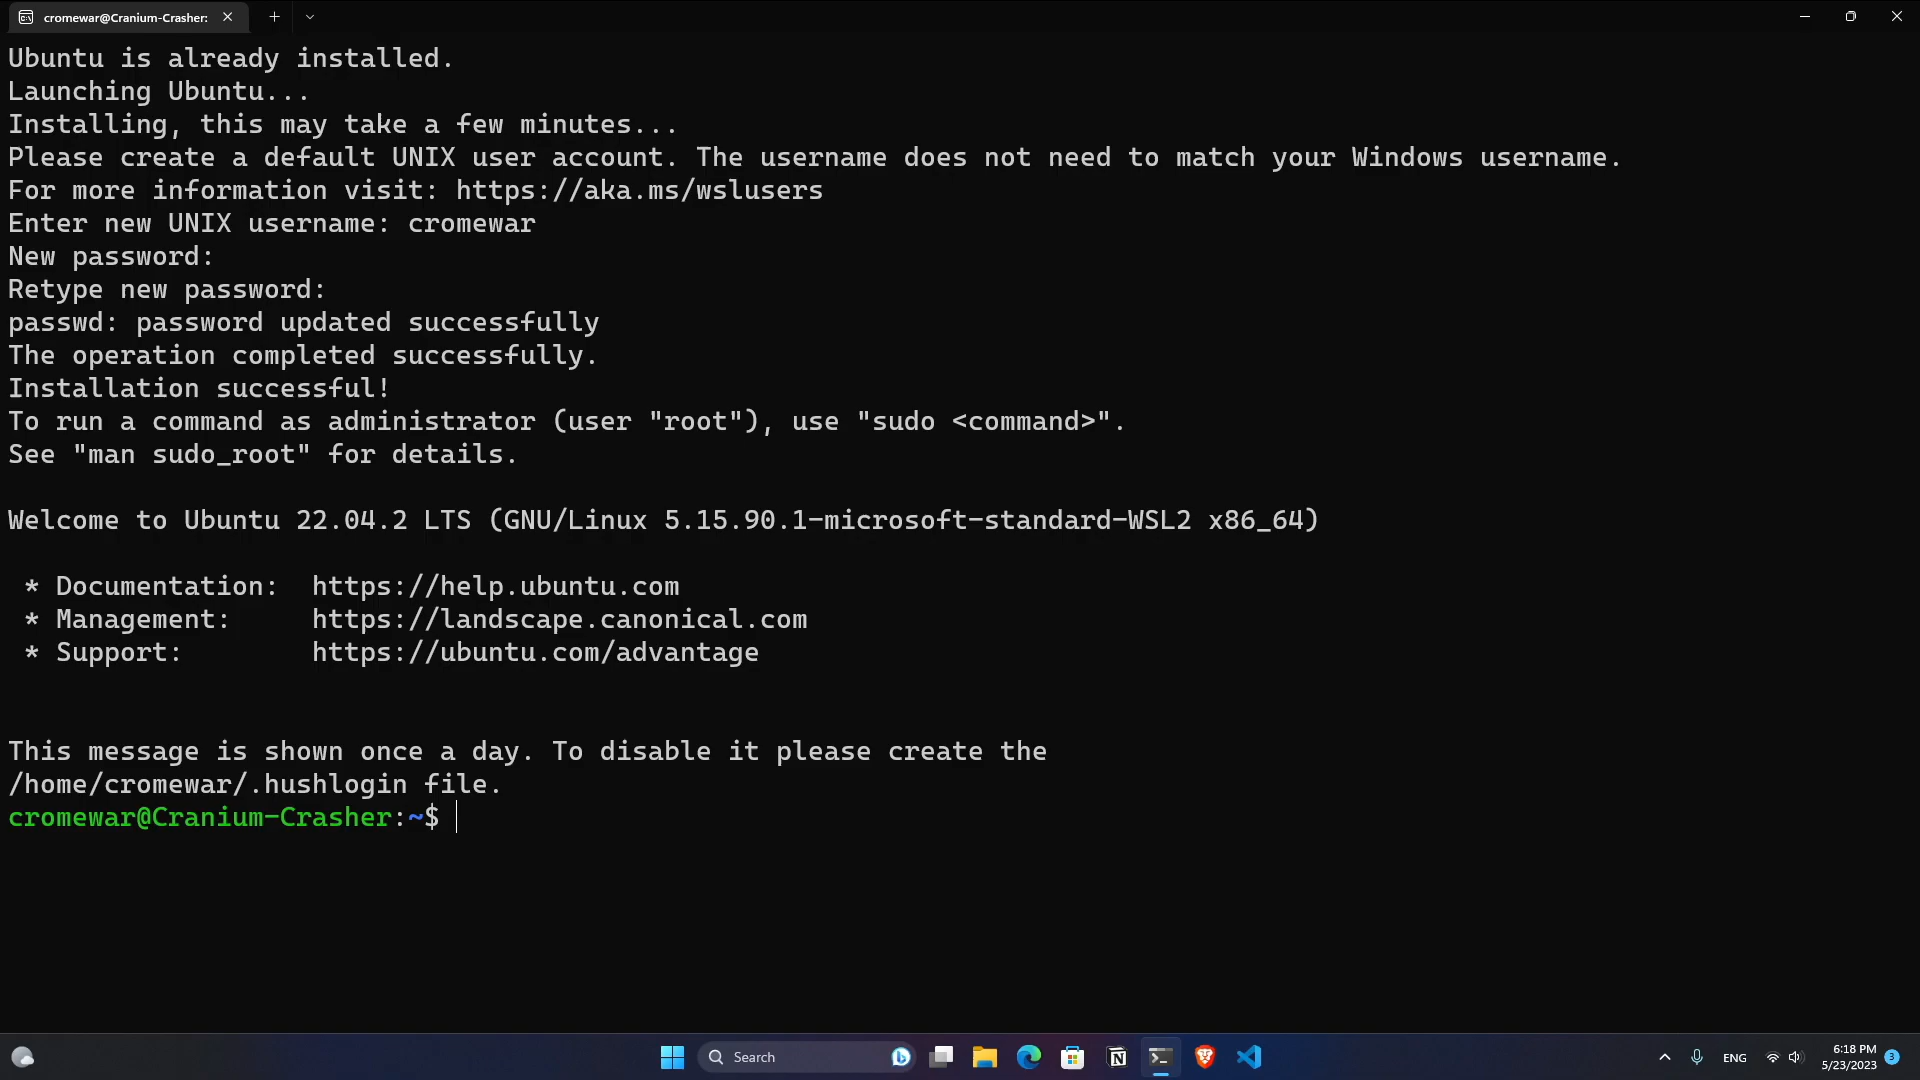 cromewar@Cranium-Crasher:
Ubuntu is already installed.
Launching Ubuntu...
Installing, this may take a few minutes...
Please create a default UNIX user account. The username does not need to match your Windows username.
For more information visit: https://aka.ms/wslusers
Enter new UNIX username: cromewar
New password:
Retype new password:
passwd: password updated successfully
The operation completed successfully.
Installation successful!
To run a command as administrator (user "root"), use "sudo <command>".
See "man sudo_root" for details.
Welcome to Ubuntu 22.04.2 LTS (GNU/Linux 5.15.90.1-microsoft-standard-WSL2 x86_64)
* Documentation:  https://help.ubuntu.com
* Management:     https://landscape.canonical.com
* Support:        https://ubuntu.com/advantage
This message is shown once a day. To disable it please create the
/home/cromewar/.hushlogin file.
cromewar@Cranium-Crasher:~$
Search
ENG
6:18 PM
5/23/2023
3